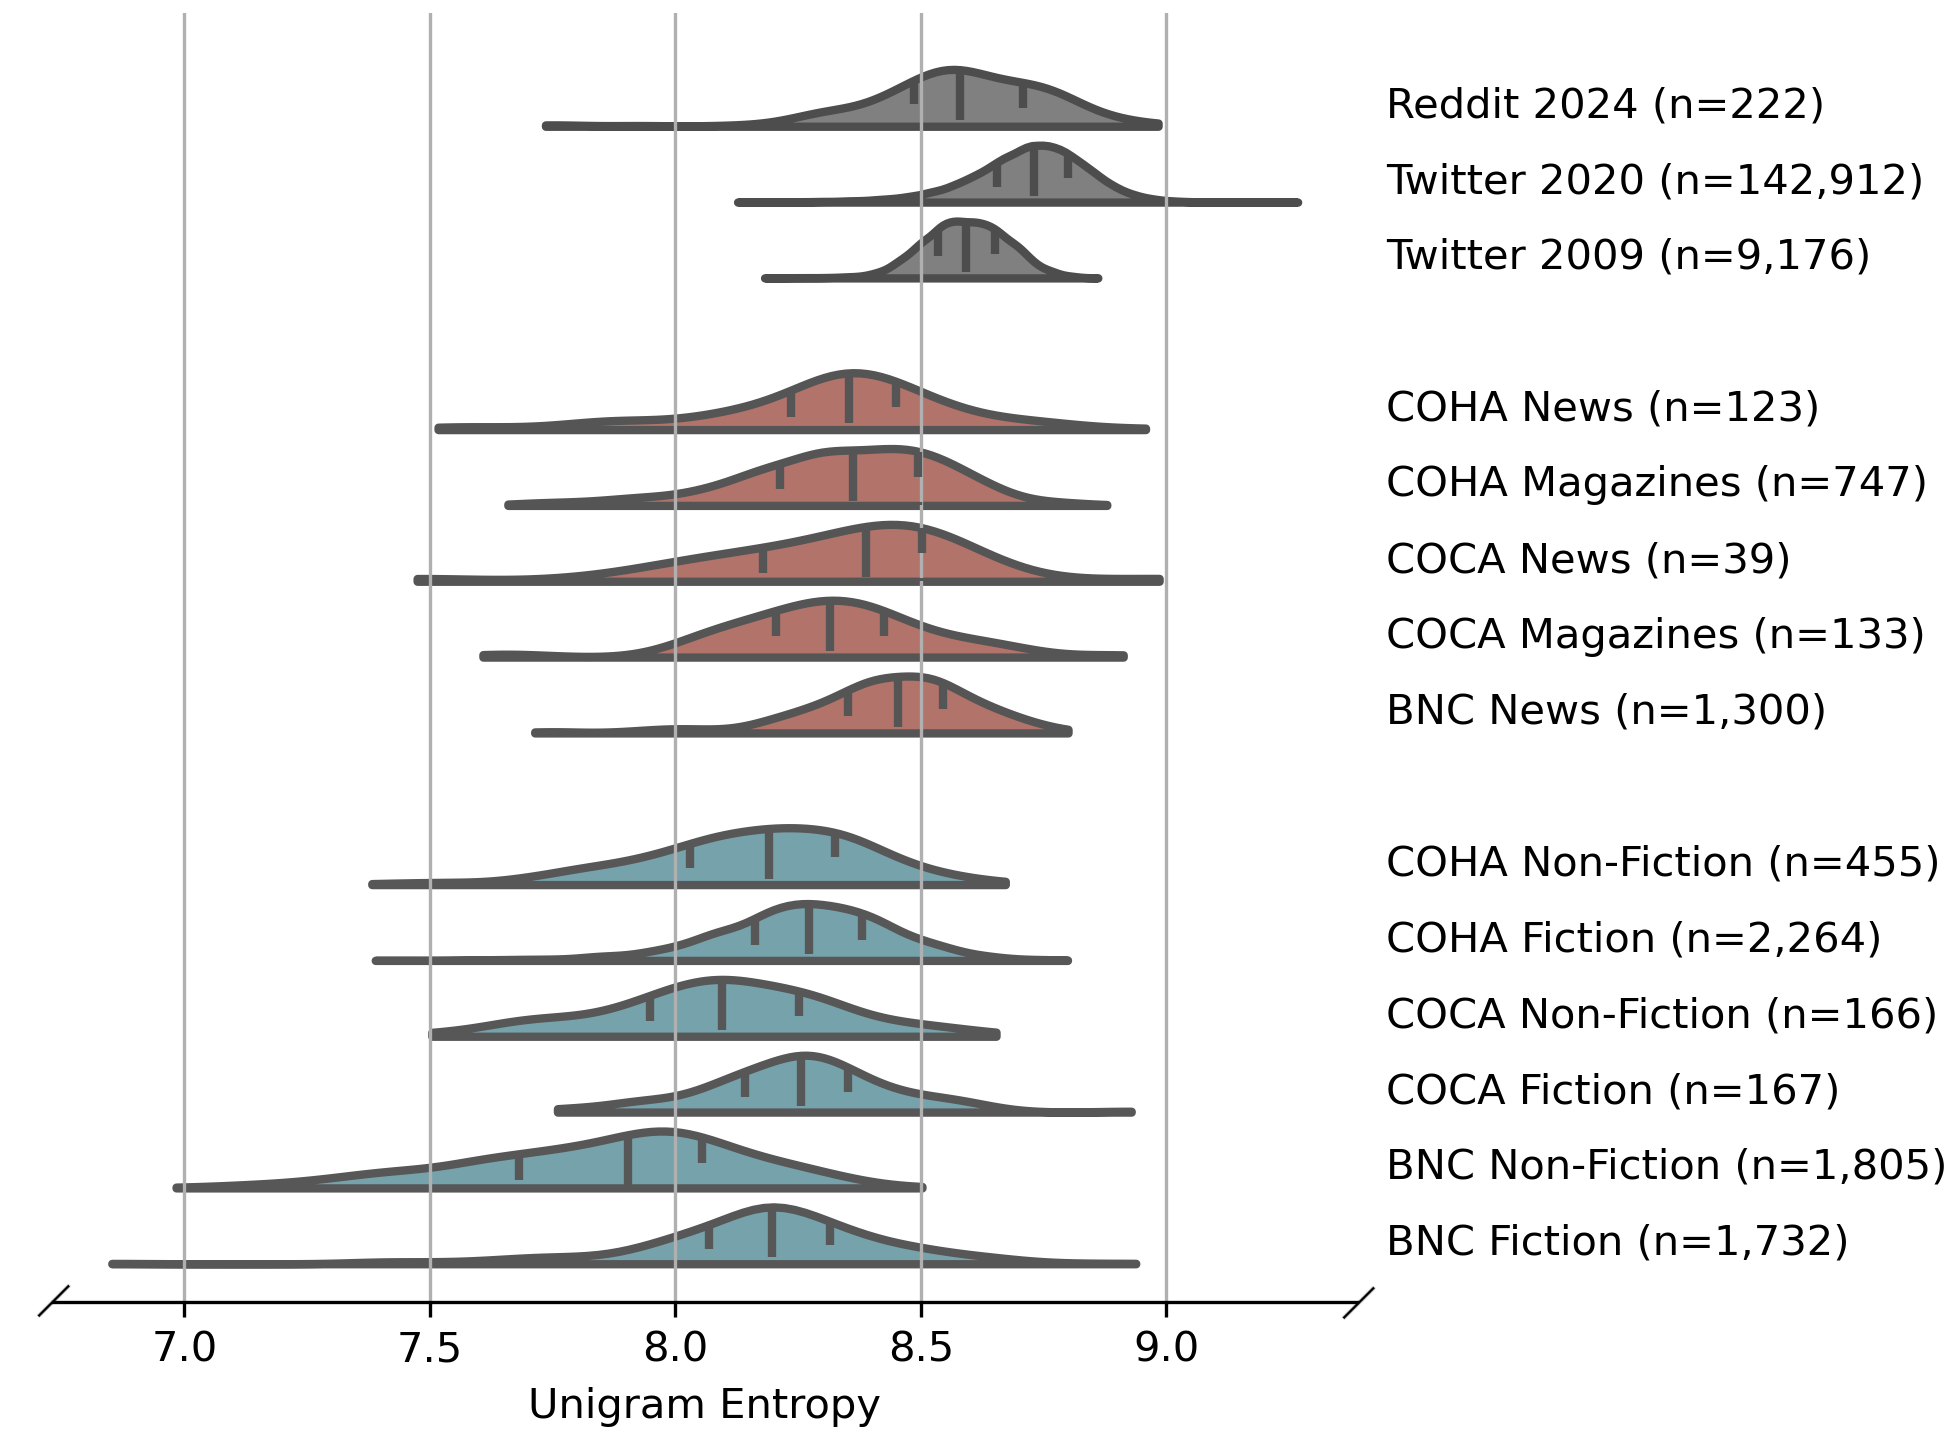 Reddit 2024 (n=222)
Twitter 2020 (n=142,912)
Twitter 2009 (n=9,176)
COHA News (n=123)
COHA Magazines (n=747)
COCA News (n=39)
COCA Magazines (n=133)
BNC News (n=1,300)
COHA Non-Fiction (n=455)
COHA Fiction (n=2,264)
COCA Non-Fiction (n=166)
COCA Fiction (n=167)
BNC Non-Fiction (n=1,805)
BNC Fiction (n=1,732)
7.0 7.5 8.0 8.5 9.0
Unigram Entropy